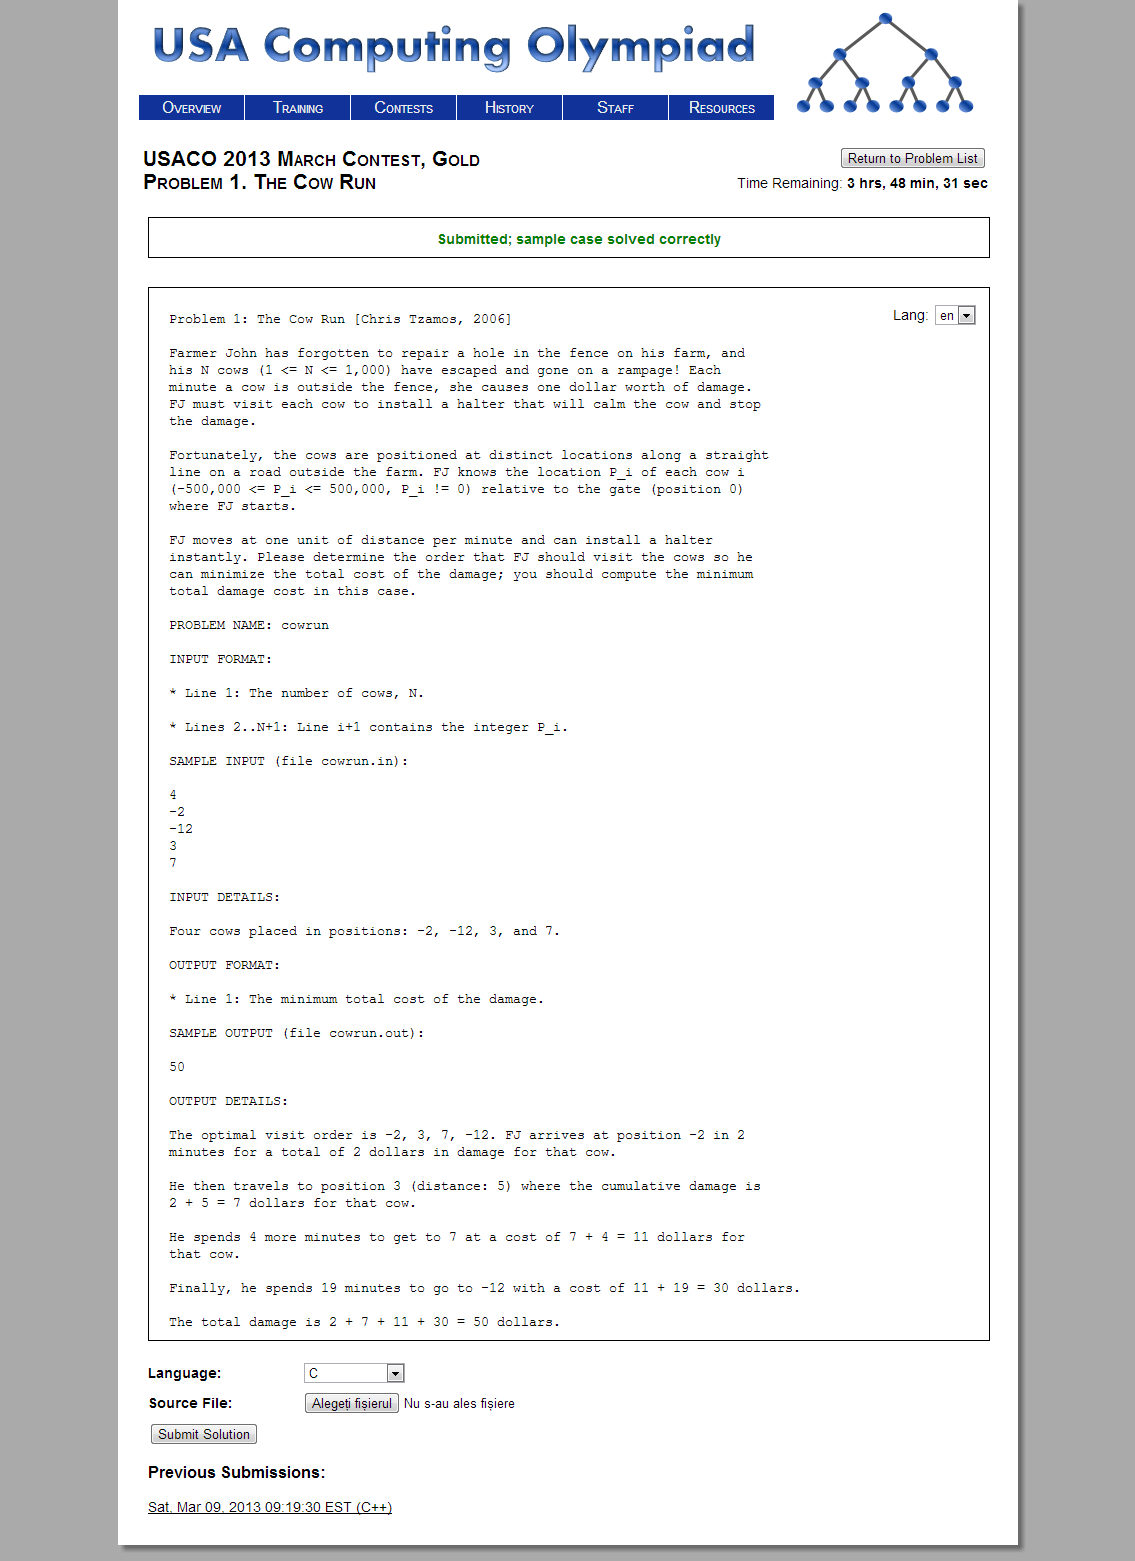 USA Computing Olympiad
Overview Training Contests History Staff Resources
USACO 2013 March Contest, Gold
Return to Problem List
Problem 1. The Cow Run
Time Remaining: 3 hrs, 48 min, 31 sec
Submitted; sample case solved correctly
Lang: en
Problem 1: The Cow Run [Chris Tzamos, 2006]
Farmer John has forgotten to repair a hole in the fence on his farm, and
his N cows (1 <= N <= 1,000) have escaped and gone on a rampage! Each
minute a cow is outside the fence, she causes one dollar worth of damage.
FJ must visit each cow to install a halter that will calm the cow and stop
the damage.
Fortunately, the cows are positioned at distinct locations along a straight
line on a road outside the farm. FJ knows the location P_i of each cow i
(-500,000 <= P_i <= 500,000, P_i != 0) relative to the gate (position 0)
where FJ starts.
FJ moves at one unit of distance per minute and can install a halter
instantly. Please determine the order that FJ should visit the cows so he
can minimize the total cost of the damage; you should compute the minimum
total damage cost in this case.
PROBLEM NAME: cowrun
INPUT FORMAT:
* Line 1: The number of cows, N.
* Lines 2..N+1: Line i+1 contains the integer P_i.
SAMPLE INPUT (file cowrun.in):
4
-2
-12
3
7
INPUT DETAILS:
Four cows placed in positions: -2, -12, 3, and 7.
OUTPUT FORMAT:
* Line 1: The minimum total cost of the damage.
SAMPLE OUTPUT (file cowrun.out):
50
OUTPUT DETAILS:
The optimal visit order is -2, 3, 7, -12. FJ arrives at position -2 in 2
minutes for a total of 2 dollars in damage for that cow.
He then travels to position 3 (distance: 5) where the cumulative damage is
2 + 5 = 7 dollars for that cow.
He spends 4 more minutes to get to 7 at a cost of 7 + 4 = 11 dollars for
that cow.
Finally, he spends 19 minutes to go to -12 with a cost of 11 + 19 = 30 dollars.
The total damage is 2 + 7 + 11 + 30 = 50 dollars.
Language: C
Source File: Alegeți fișierul Nu s-au ales fișiere
Submit Solution
Previous Submissions:
Sat, Mar 09, 2013 09:19:30 EST (C++)